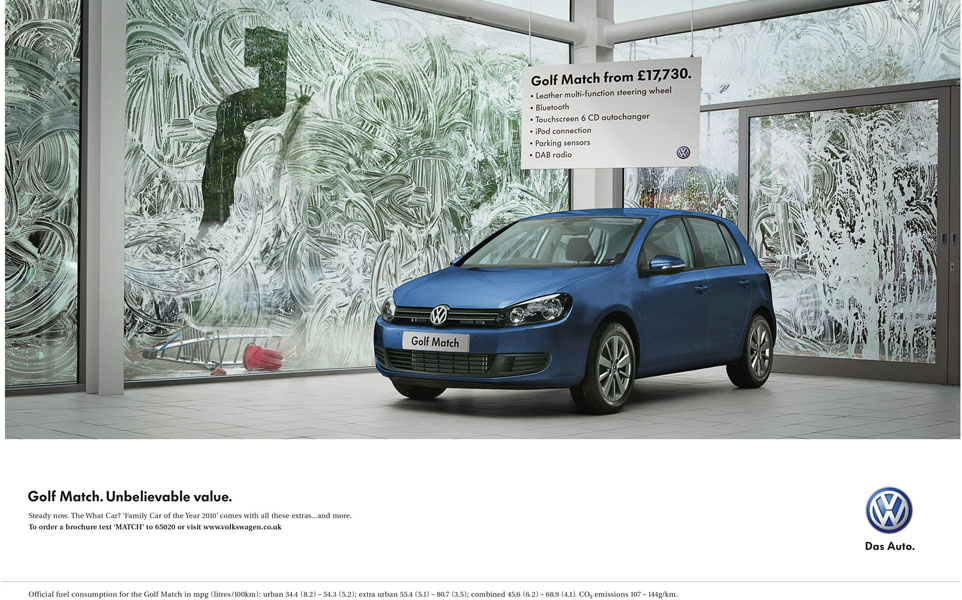 Golf Match from £17,730.
• Leather multi-function steering wheel
• Bluetooth
• Touchscreen 6 CD autochanger
• iPod connection
• Parking sensors
• DAB radio
Golf Match
Golf Match. Unbelievable value.
Steady now. The What Car? ‘Family Car of the Year 2010’ comes with all these extras...and more.
To order a brochure text ‘MATCH’ to 65020 or visit www.volkswagen.co.uk
Das Auto.
Official fuel consumption for the Golf Match in mpg (litres/100km): urban 34.4 (8.2) – 54.3 (5.2); extra urban 55.4 (5.1) – 80.7 (3.5); combined 45.6 (6.2) – 68.9 (4.1). CO₂ emissions 107 – 144g/km.